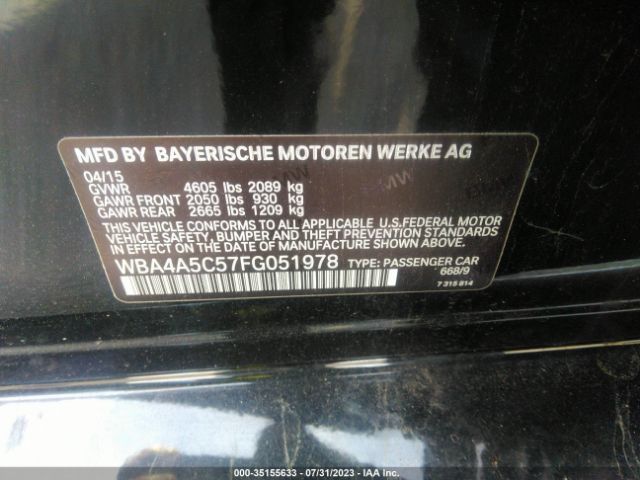 MFD BY BAYERISCHE MOTOREN WERKE AG
04/15
GVWR 4605 lbs 2089 kg
GAWR FRONT 2050 lbs 930 kg
GAWR REAR 2665 lbs 1209 kg
THIS VEHICLE CONFORMS TO ALL APPLICABLE U.S.FEDERAL MOTOR
VEHICLE SAFETY, BUMPER, AND THEFT PREVENTION STANDARDS IN
EFFECT ON THE DATE OF MANUFACTURE SHOWN ABOVE.
WBA4A5C57FG051978 TYPE: PASSENGER CAR
668/9
7 315 814
000-35155633 - 07/31/2023 - IAA Inc.